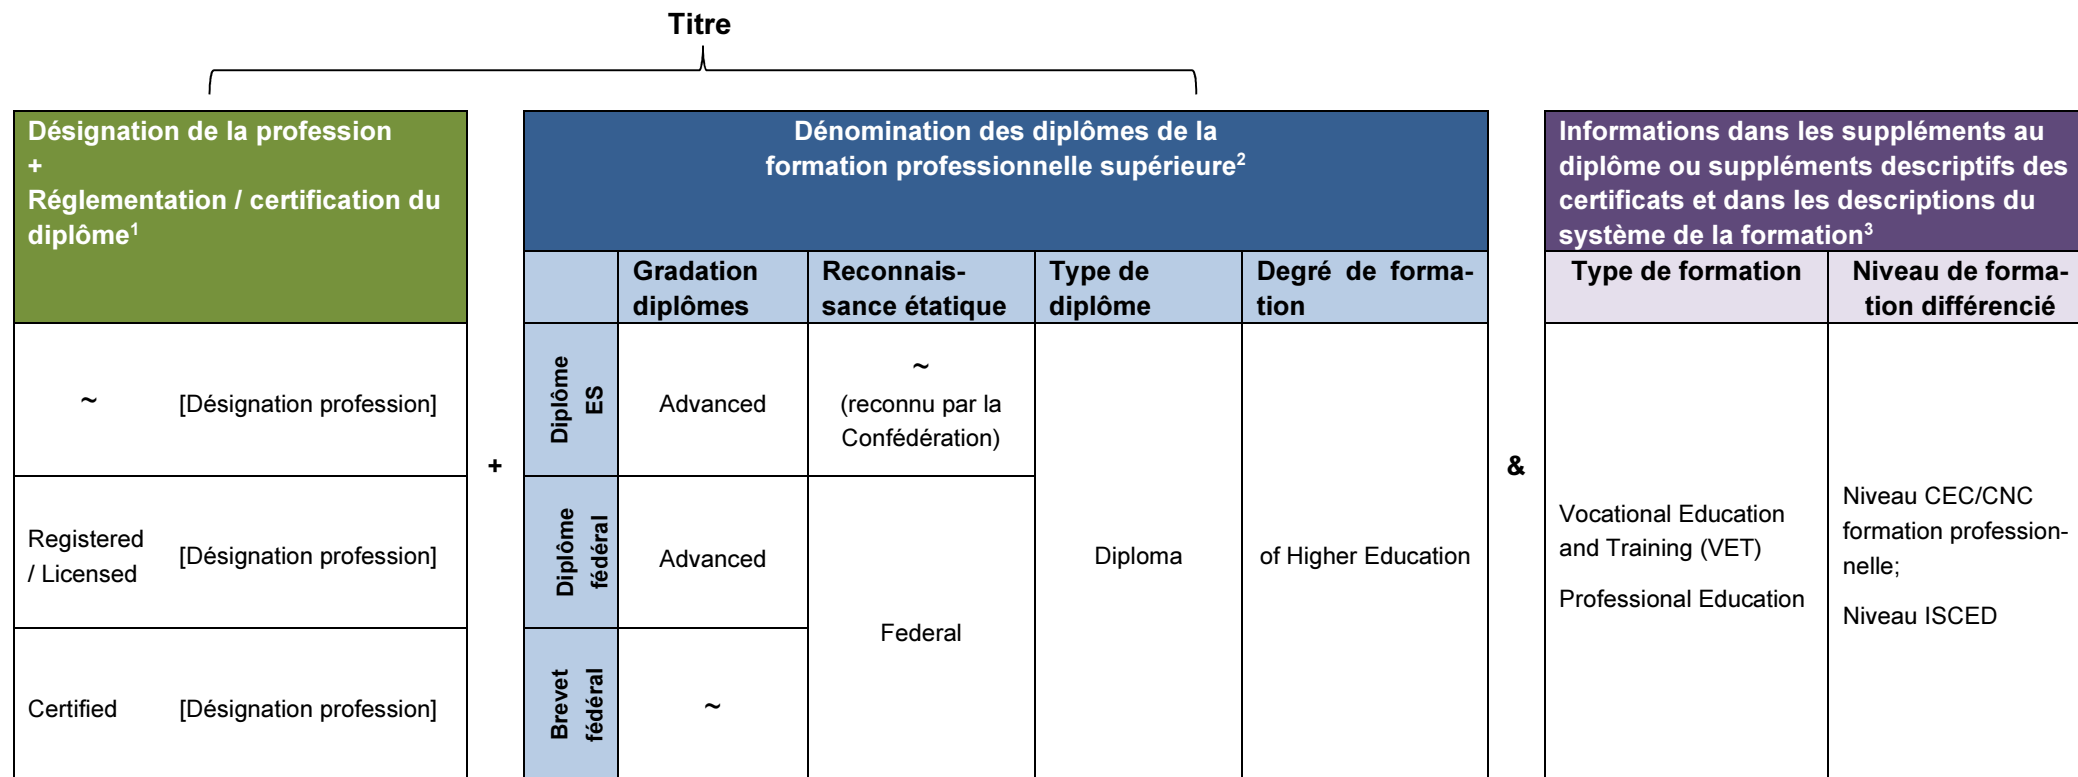 Titre
Désignation de la profession
+
Réglementation / certification du
diplôme1
Dénomination des diplômes de la
formation professionnelle supérieure2
Informations dans les suppléments au
diplôme ou suppléments descriptifs des
certificats et dans les descriptions du
système de la formation3
Gradation
diplômes
Reconnais-
sance étatique
Type de
diplôme
Degré de forma-
tion
Type de formation
Niveau de forma-
tion différencié
~ [Désignation profession]
Diplôme
ES
Advanced
~
(reconnu par la
Confédération)
+
Registered
/ Licensed
[Désignation profession]
Diplôme
fédéral
Advanced
Federal
Diploma
of Higher Education
&
Vocational Education
and Training (VET)
Professional Education
Niveau CEC/CNC
formation profession-
nelle;
Niveau ISCED
Certified [Désignation profession]
Brevet
fédéral
~